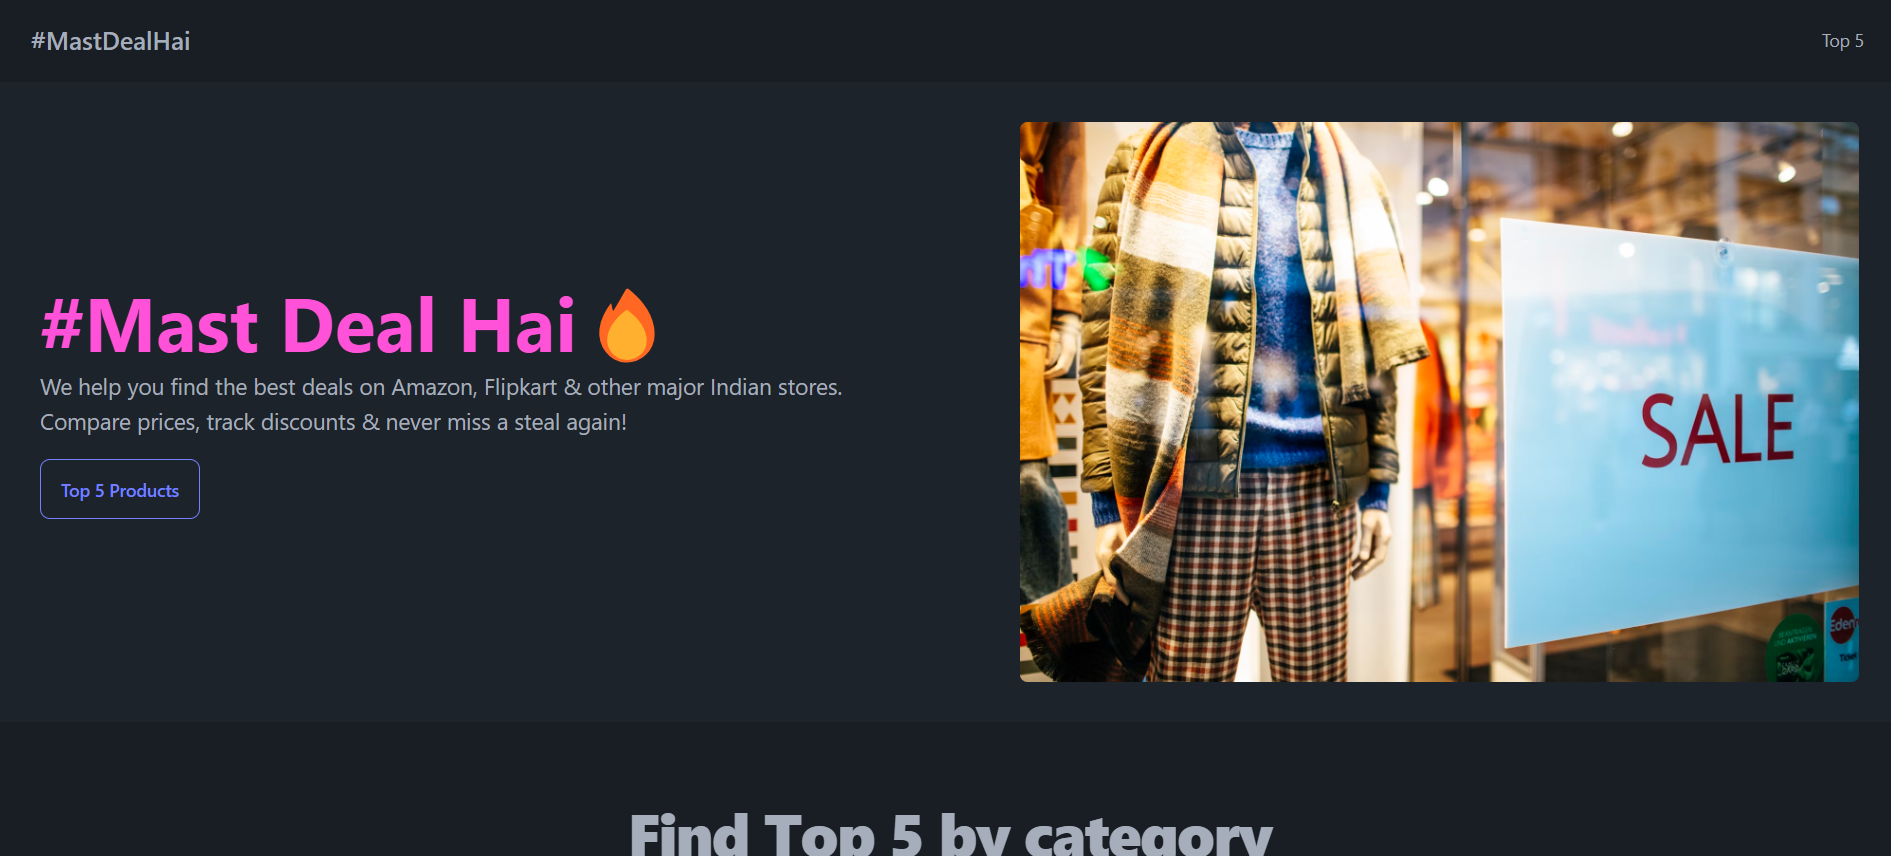 #MastDealHai
Top 5
#Mast Deal Hai🔥
We help you find the best deals on Amazon, Flipkart & other major Indian stores.
Compare prices, track discounts & never miss a steal again!
Top 5 Products
SALE
Eden
Ticket
Find Top 5 by category